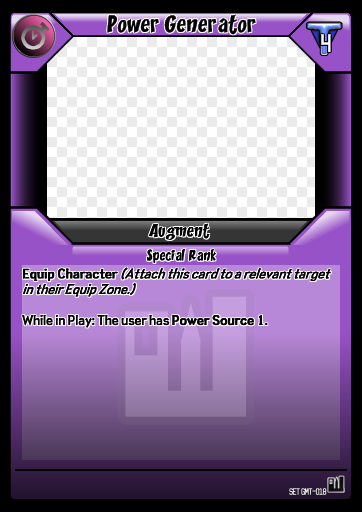 Power Generator
4
Augment
Special Rank
Equip Character (Attach this card to a relevant target
in their Equip Zone.)
While in Play: The user has Power Source 1.
SET GMT-018